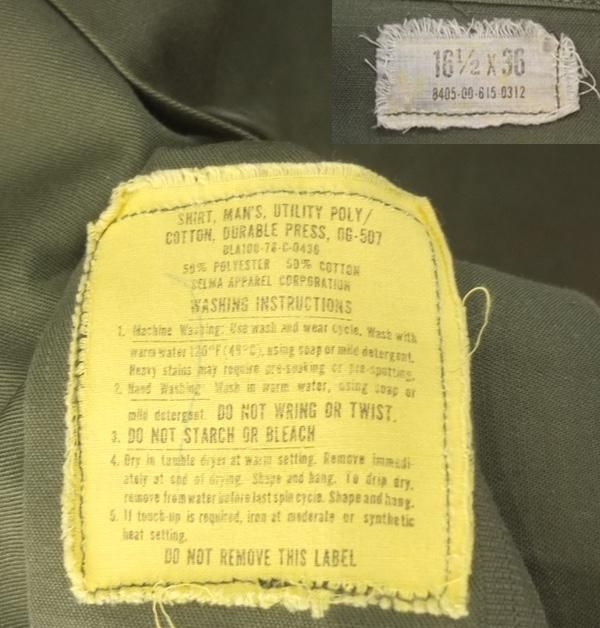 16½ X 36
8405-00-615-0312
SHIRT, MAN'S, UTILITY POLY/
COTTON, DURABLE PRESS, OG-507
DLA100-78-C-0436
50% POLYESTER 50% COTTON
SELMA APPAREL CORPORATION
WASHING INSTRUCTIONS
1. Machine Washing: Use wash and wear cycle. Wash with
warm water 120°F (49°C), using soap or mild detergent.
Heavy stains may require pre-soaking or pre-spotting.
2. Hand Washing: Wash in warm water, using soap or
mild detergent. DO NOT WRING OR TWIST.
3. DO NOT STARCH OR BLEACH
4. Dry in tumble dryer at warm setting. Remove immedi-
ately at end of drying. Shape and hang. To drip dry,
remove from water before last spin cycle. Shape and hang.
5. If touch-up is required, iron at moderate or synthetic
heat setting.
DO NOT REMOVE THIS LABEL